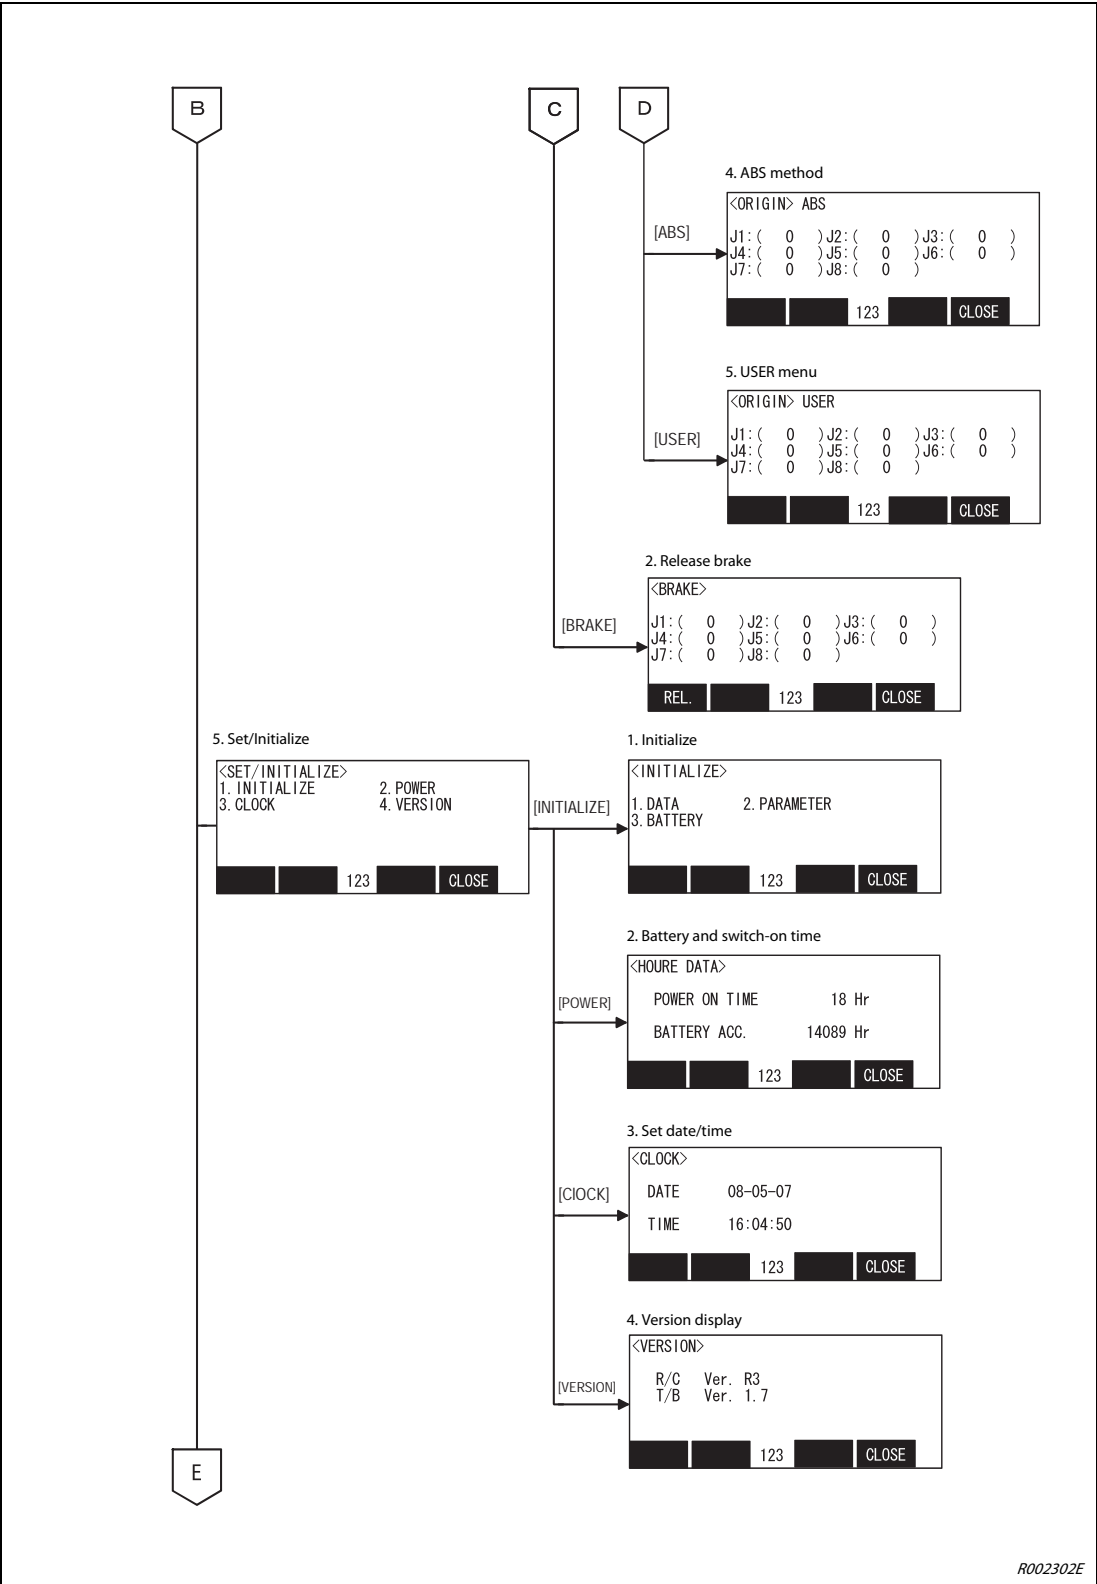 B
C
D
4. ABS method
[ABS]
<ORIGIN> ABS
J1:( 0 )J2:( 0 )J3:( 0 )
J4:( 0 )J5:( 0 )J6:( 0 )
J7:( 0 )J8:( 0 )
123 CLOSE
5. USER menu
[USER]
<ORIGIN> USER
J1:( 0 )J2:( 0 )J3:( 0 )
J4:( 0 )J5:( 0 )J6:( 0 )
J7:( 0 )J8:( 0 )
123 CLOSE
2. Release brake
[BRAKE]
<BRAKE>
J1:( 0 )J2:( 0 )J3:( 0 )
J4:( 0 )J5:( 0 )J6:( 0 )
J7:( 0 )J8:( 0 )
REL. 123 CLOSE
5. Set/Initialize
<SET/INITIALIZE>
1. INITIALIZE 2. POWER
3. CLOCK 4. VERSION
123 CLOSE
1. Initialize
[INITIALIZE]
<INITIALIZE>
1. DATA 2. PARAMETER
3. BATTERY
123 CLOSE
2. Battery and switch-on time
[POWER]
<HOURE DATA>
POWER ON TIME 18 Hr
BATTERY ACC. 14089 Hr
123 CLOSE
3. Set date/time
[ClOCK]
<CLOCK>
DATE 08-05-07
TIME 16:04:50
123 CLOSE
4. Version display
[VERSION]
<VERSION>
R/C Ver. R3
T/B Ver. 1.7
123 CLOSE
E
R002302E